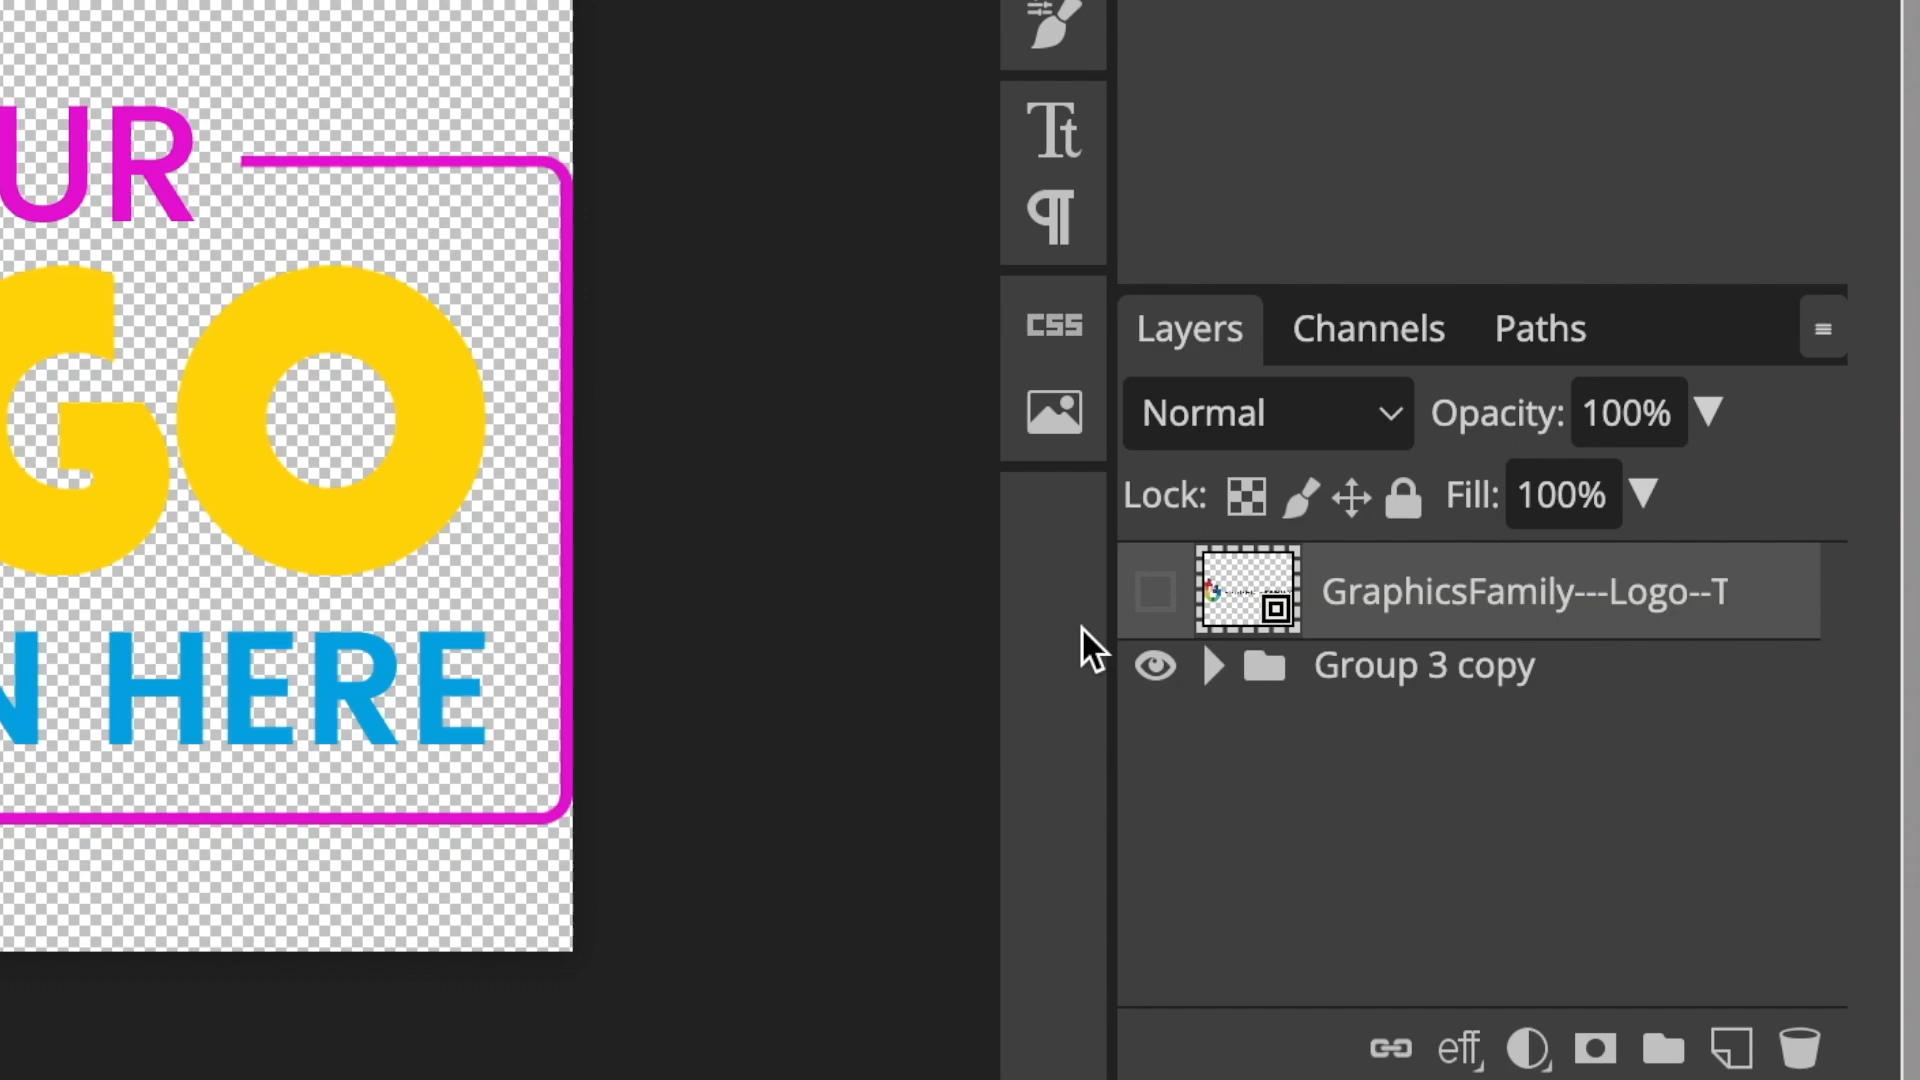 UR
GO
N HERE
Tt
¶
CSS
Layers Channels Paths
Normal Opacity: 100%
Lock: Fill: 100%
GraphicsFamily---Logo--T
Group 3 copy
eff